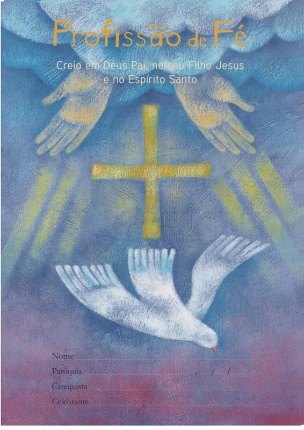 Profissão de Fé
Creio em Deus Pai, no seu Filho Jesus
e no Espírito Santo
Nome
Paróquia , / /
Catequista
Celebrante